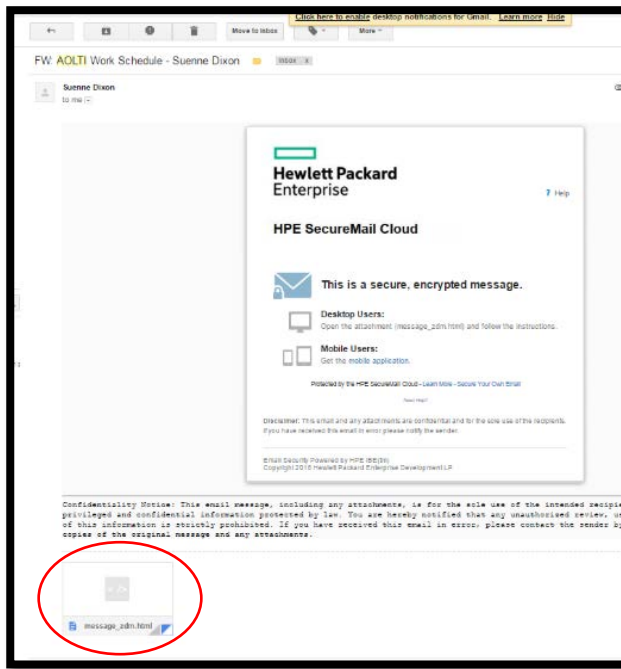 Click here to enable desktop notifications for Gmail. Learn more Hide
Move to Inbox More
FW: AOLTI Work Schedule - Suenne Dixon Inbox x
Suenne Dixon
to me
Hewlett Packard
Enterprise
? Help
HPE SecureMail Cloud
This is a secure, encrypted message.
Desktop Users:
Open the attachment (message_zdm.html) and follow the instructions.
Mobile Users:
Get the mobile application.
Protected by the HPE SecureMail Cloud - Learn More - Secure Your Own Email
Need Help?
Disclaimer: This email and any attachments are confidential and for the sole use of the recipients.
If you have received this email in error please notify the sender.
Email Security Powered by HPE IBE(tm)
Copyright 2016 Hewlett Packard Enterprise Development LP
Confidentiality Notice: This email message, including any attachments, is for the sole use of the intended recipie
privileged and confidential information protected by law. You are hereby notified that any unauthorized review, us
of this information is strictly prohibited. If you have received this email in error, please contact the sender by
copies of the original message and any attachments.
message_zdm.html